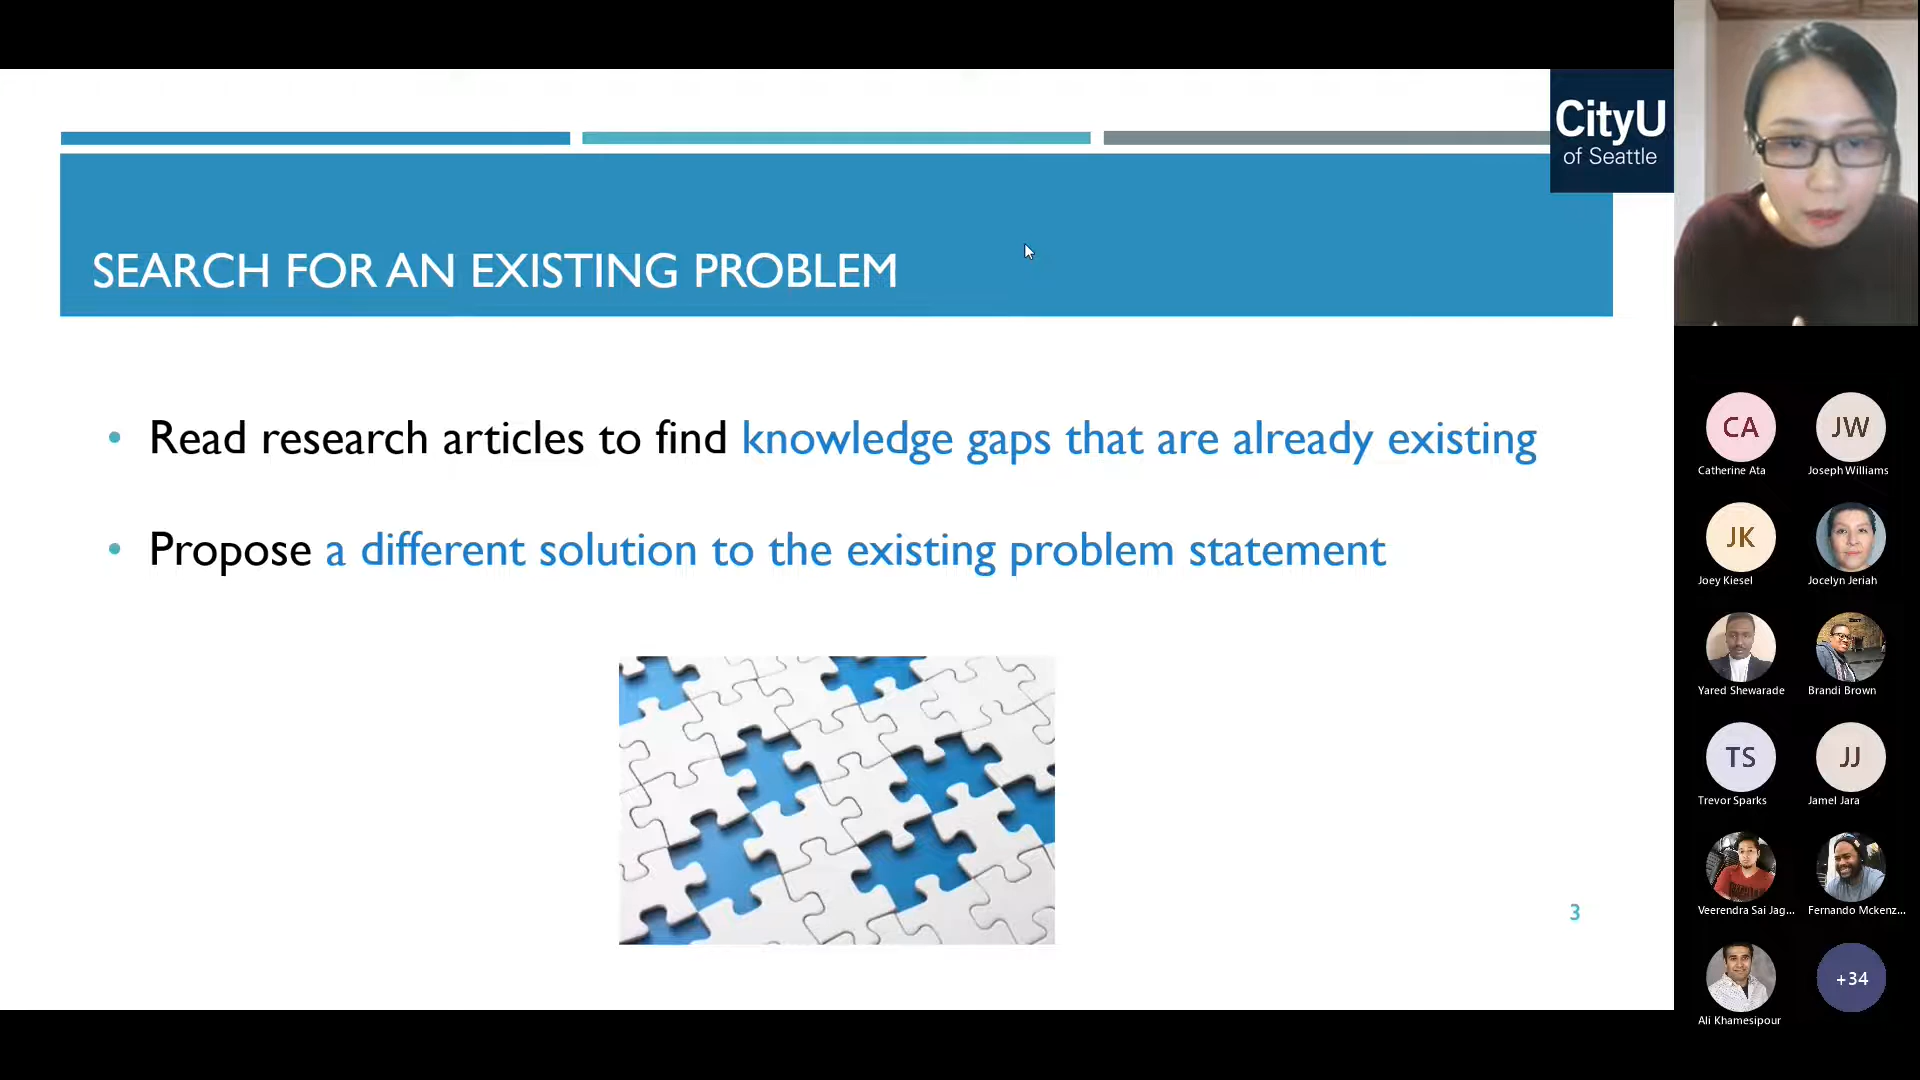 CityU
of Seattle
SEARCH FOR AN EXISTING PROBLEM
• Read research articles to find knowledge gaps that are already existing
• Propose a different solution to the existing problem statement
3
CA
JW
Catherine Ata
Joseph Williams
JK
Joey Kiesel
Jocelyn Jeriah
Yared Shewarade
Brandi Brown
TS
JJ
Trevor Sparks
Jamel Jara
Veerendra Sai Jag...
Fernando Mckenz...
+34
Ali Khamesipour